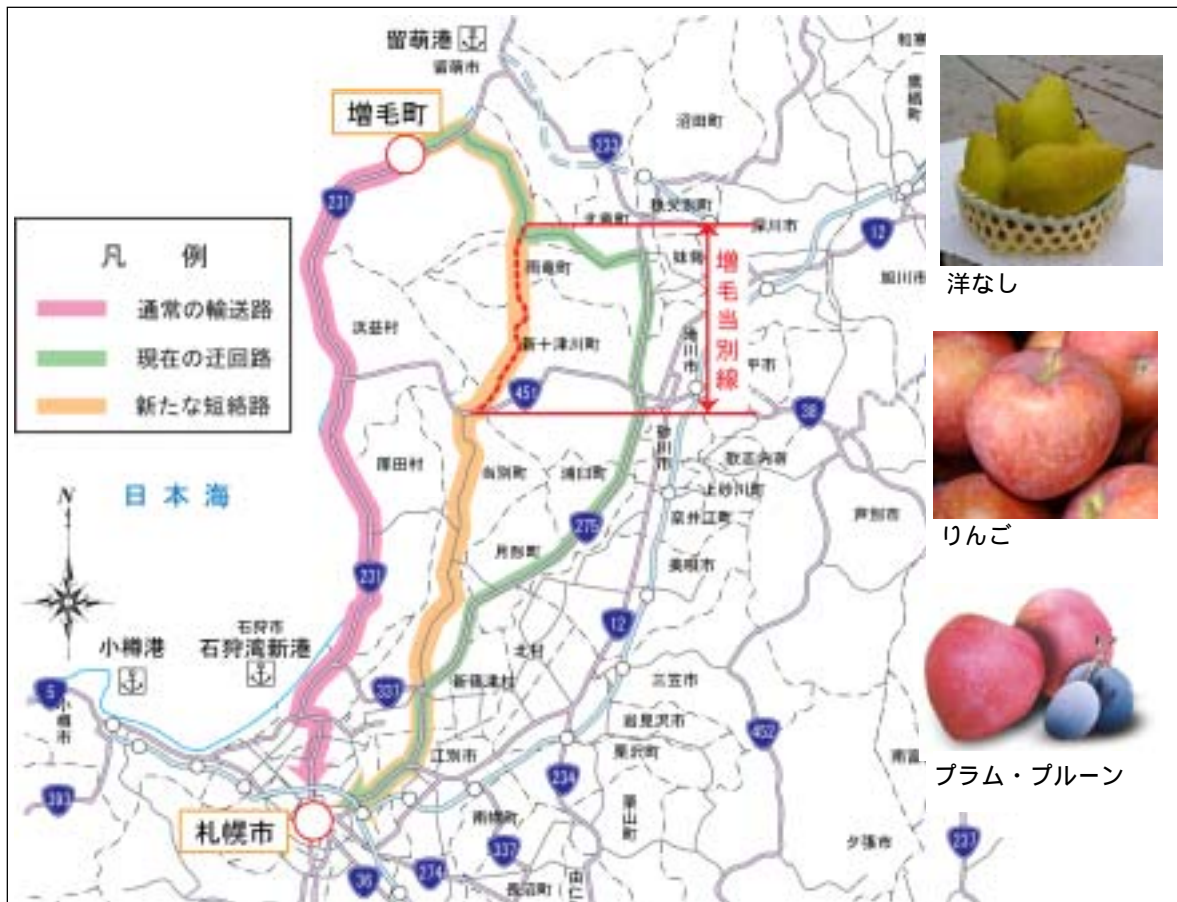 留萌港
留萌市
増毛町
沼田町
233
231
秩父別町
北竜町
深川市
12
妹背
旭川市
雨竜町
増毛当別線
凡 例
通常の輸送路
現在の迂回路
新たな短絡路
浜益村
新十津川町
滝川市
平市
451
38
砂川市
歌志内市
厚田村
当別町
浦臼町
上砂川町
奈井江町
芦別市
日本海
275
月形町
美唄市
N
231
12
石狩市
石狩湾新港
小樽港
北村
5
小樽市
337
新篠津村
三笠市
岩見沢市
栗沢町
452
江別市
234
393
札幌市
南幌町
栗山町
夕張市
337
237
36
274
長沼町
由仁
洋なし
りんご
プラム・プルーン